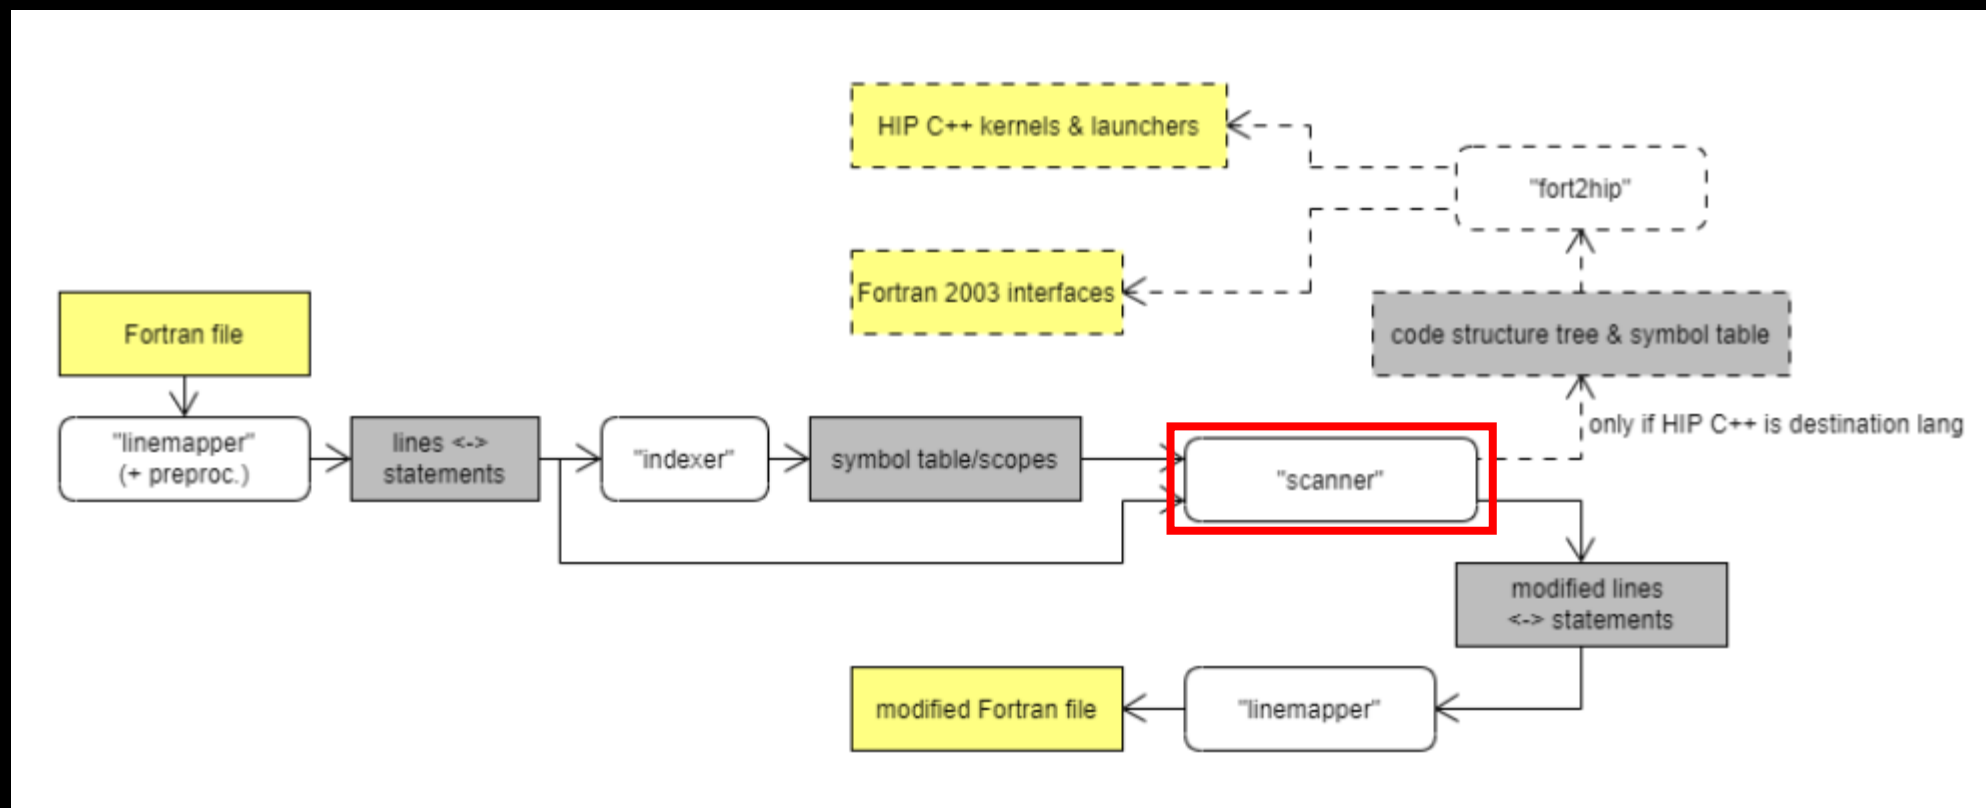 HIP C++ kernels & launchers
"fort2hip"
Fortran 2003 interfaces
Fortran file
code structure tree & symbol table
only if HIP C++ is destination lang
"linemapper"
(+ preproc.)
lines <->
statements
"indexer"
symbol table/scopes
"scanner"
modified lines
<-> statements
modified Fortran file
"linemapper"